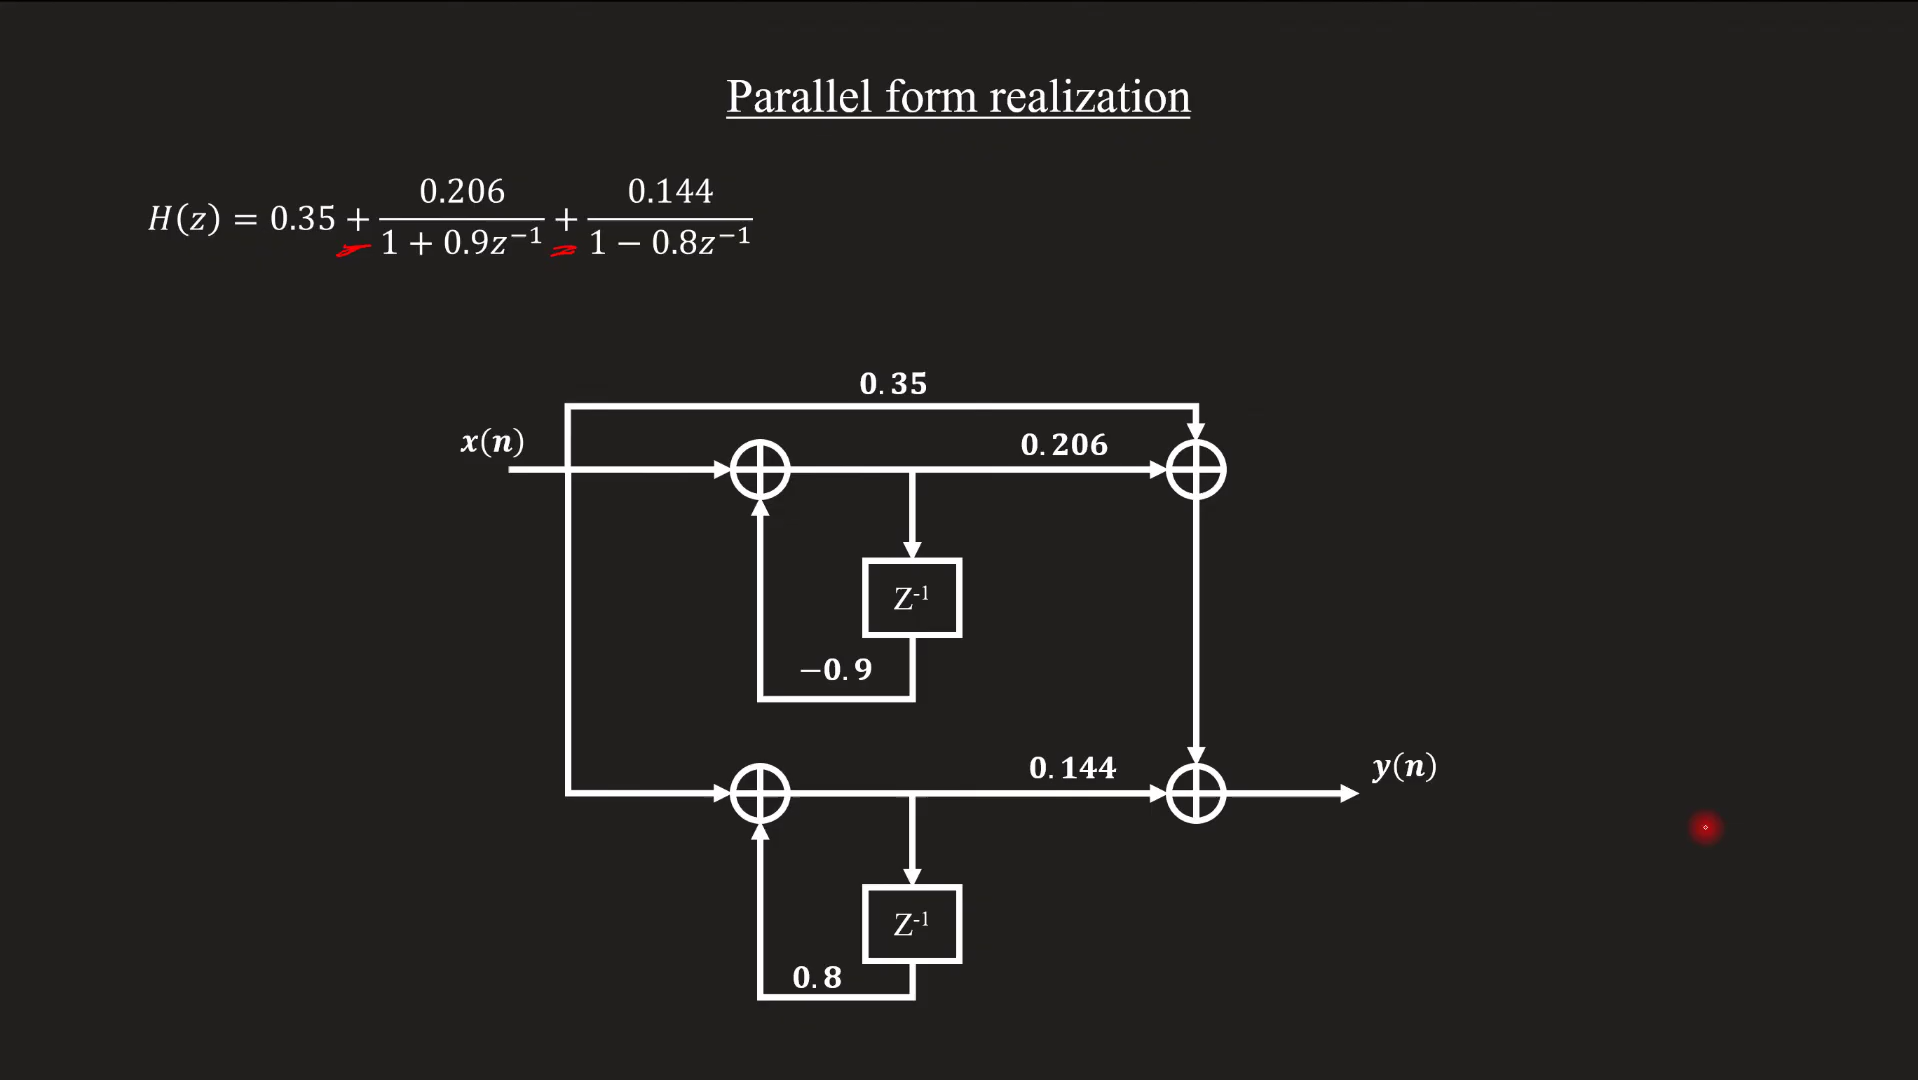 Parallel form realization
H(z) = 0.35 + 0.206/(1 + 0.9z⁻¹) + 0.144/(1 − 0.8z⁻¹)
0.35
x(n)
0.206
Z⁻¹
−0.9
0.144
y(n)
Z⁻¹
0.8